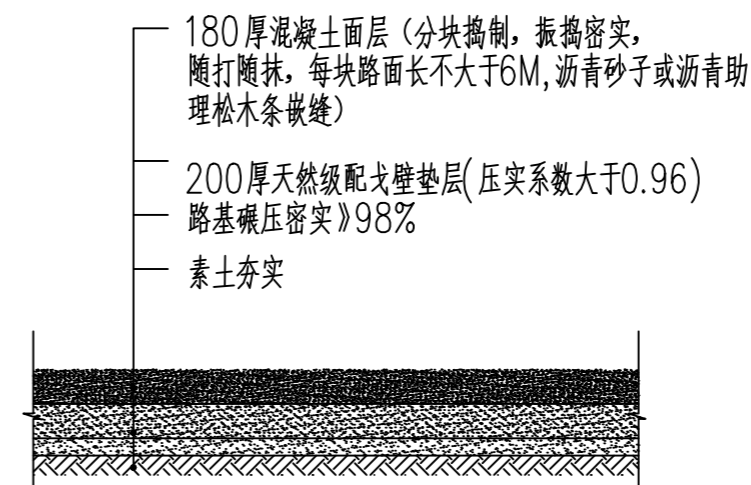 180厚混凝土面层（分块捣制，振捣密实，
随打随抹，每块路面长不大于6M,沥青砂子或沥青助
理松木条嵌缝）
200厚天然级配戈壁垫层(压实系数大于0.96)
路基碾压密实》98%
素土夯实